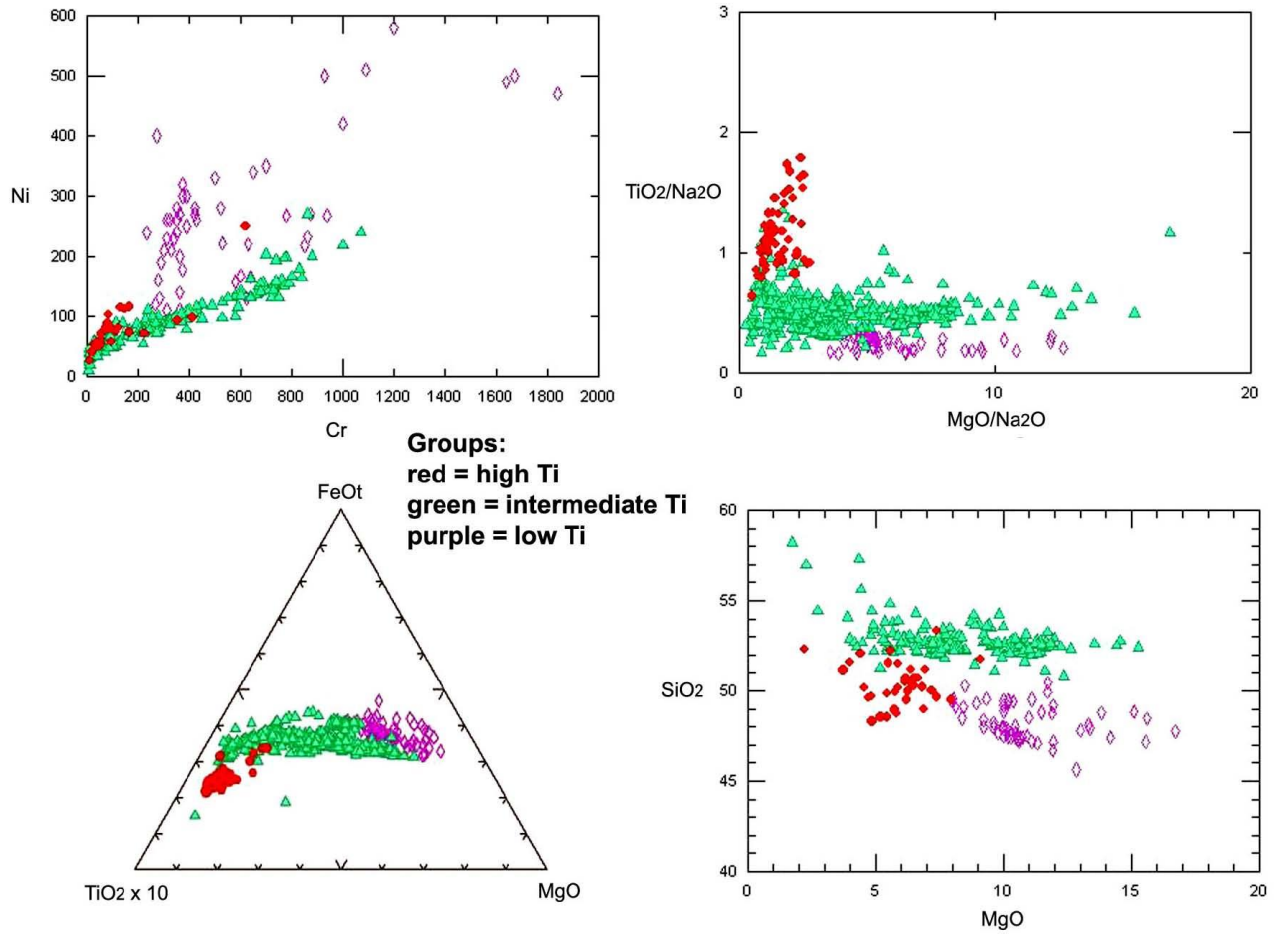 600
500
400
300
200
100
0
Ni
0 200 400 600 800 1000 1200 1400 1600 1800 2000
Cr
3
2
1
0
TiO2/Na2O
0 10 20
MgO/Na2O
Groups:
red = high Ti
green = intermediate Ti
purple = low Ti
FeOt
TiO2 x 10
MgO
60
55
50
45
40
SiO2
0 5 10 15 20
MgO